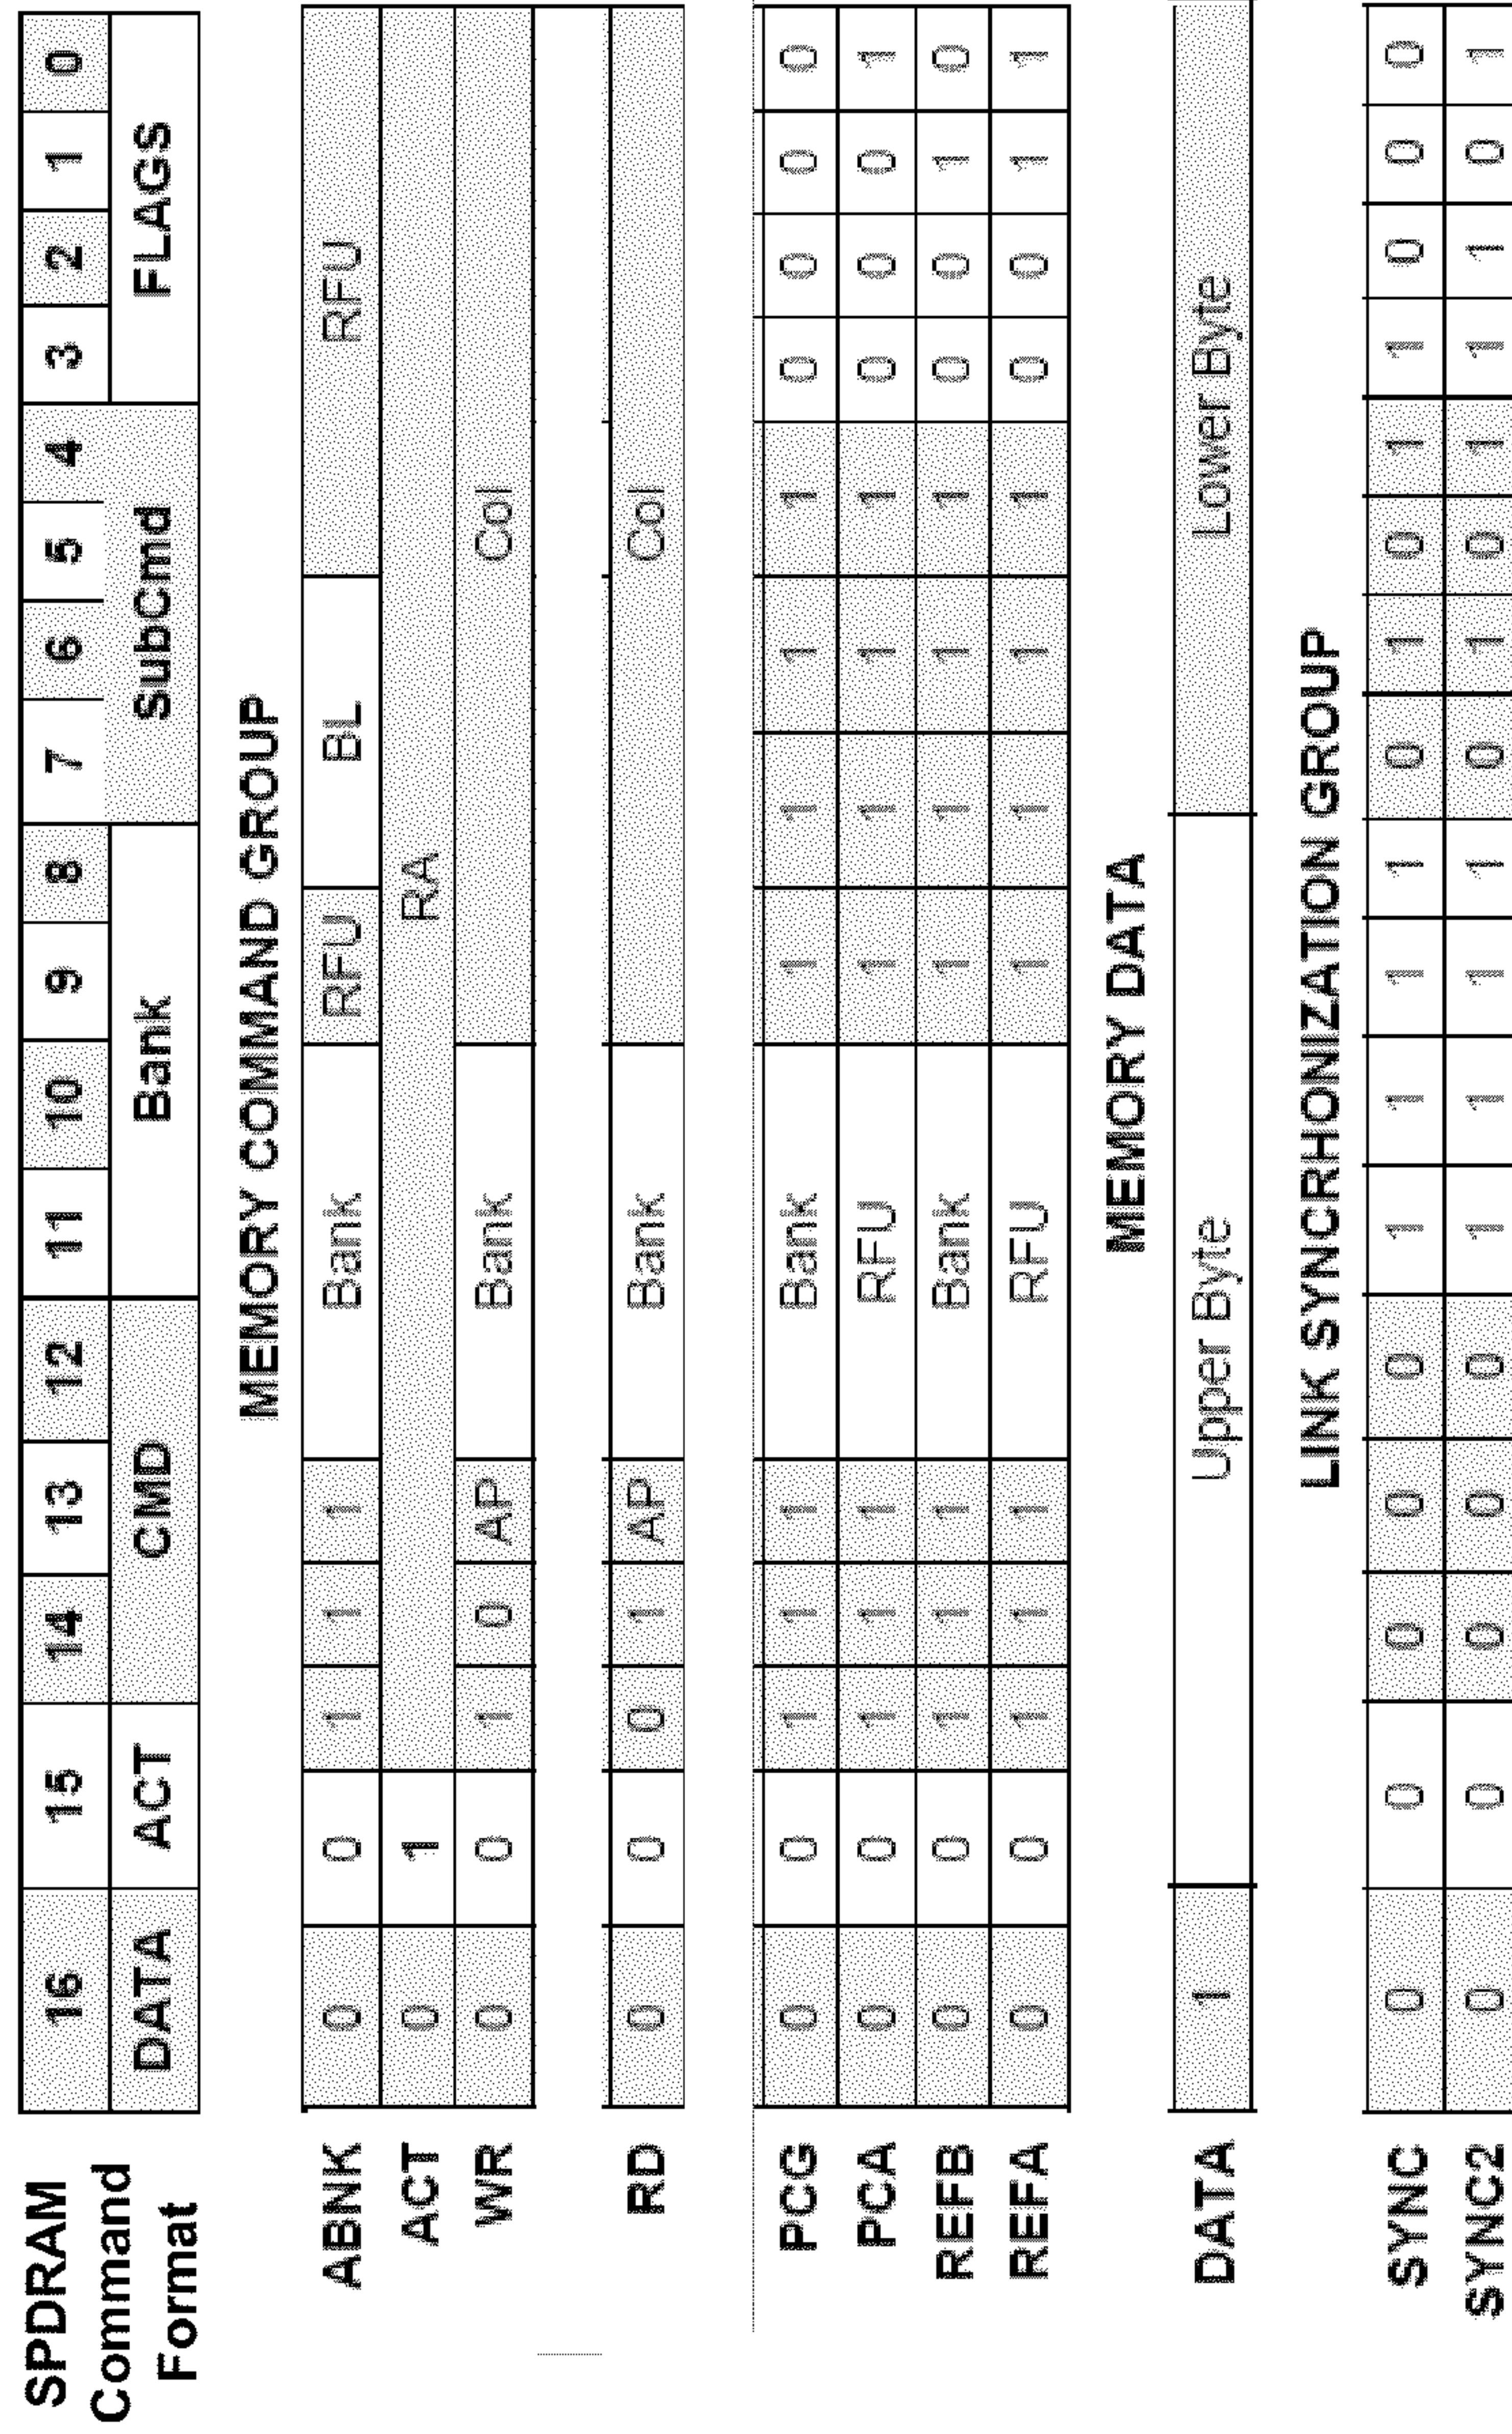 SPDRAM Command Format 16 15 14 13 12 11 10 9 8 7 6 5 4 3 2 1 0
DATA ACT CMD Bank SubCmd FLAGS
MEMORY COMMAND GROUP
ABNK 0 0 1 1 1 Bank RFU BL RFU
ACT 0 1 RA
WR 0 0 1 0 AP Bank Col
RD 0 0 0 1 AP Bank Col
PCG 0 0 1 1 1 Bank 1 1 1 1 0 0 0 0
PCA 0 0 1 1 1 RFU 1 1 1 1 0 0 0 1
REFB 0 0 1 1 1 Bank 1 1 1 1 0 0 1 0
REFA 0 0 1 1 1 RFU 1 1 1 1 0 0 1 1
MEMORY DATA
DATA 1 Upper Byte Lower Byte
LINK SYNCRHONIZATION GROUP
SYNC 0 0 0 0 0 1 1 1 1 0 1 0 1 1 0 0 0
SYNC2 0 0 0 0 0 1 1 1 1 0 1 0 1 1 1 0 1